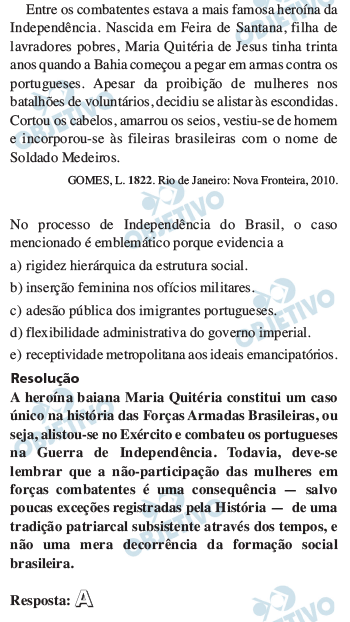 Entre os combatentes estava a mais famosa heroína da
Independência. Nascida em Feira de Santana, filha de
lavradores pobres, Maria Quitéria de Jesus tinha trinta
anos quando a Bahia começou a pegar em armas contra os
portugueses. Apesar da proibição de mulheres nos
batalhões de voluntários, decidiu se alistar às escondidas.
Cortou os cabelos, amarrou os seios, vestiu-se de homem
e incorporou-se às fileiras brasileiras com o nome de
Soldado Medeiros.
GOMES, L. 1822. Rio de Janeiro: Nova Fronteira, 2010.
No processo de Independência do Brasil, o caso
mencionado é emblemático porque evidencia a
a) rigidez hierárquica da estrutura social.
b) inserção feminina nos ofícios militares.
c) adesão pública dos imigrantes portugueses.
d) flexibilidade administrativa do governo imperial.
e) receptividade metropolitana aos ideais emancipatórios.
Resolução
A heroína baiana Maria Quitéria constitui um caso
único na história das Forças Armadas Brasileiras, ou
seja, alistou-se no Exército e combateu os portugueses
na Guerra de Independência. Todavia, deve-se
lembrar que a não-participação das mulheres em
forças combatentes é uma consequência — salvo
poucas exceções registradas pela História — de uma
tradição patriarcal subsistente através dos tempos, e
não uma mera decorrência da formação social
brasileira.
Resposta: A
OBJETIVO
OBJETIVO
OBJETIVO
OBJETIVO
OBJETIVO
OBJETIVO
OBJETIVO
OBJETIVO